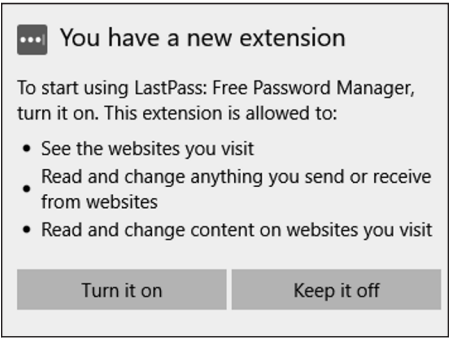 You have a new extension
To start using LastPass: Free Password Manager,
turn it on. This extension is allowed to:
• See the websites you visit
• Read and change anything you send or receive
from websites
• Read and change content on websites you visit
Turn it on
Keep it off